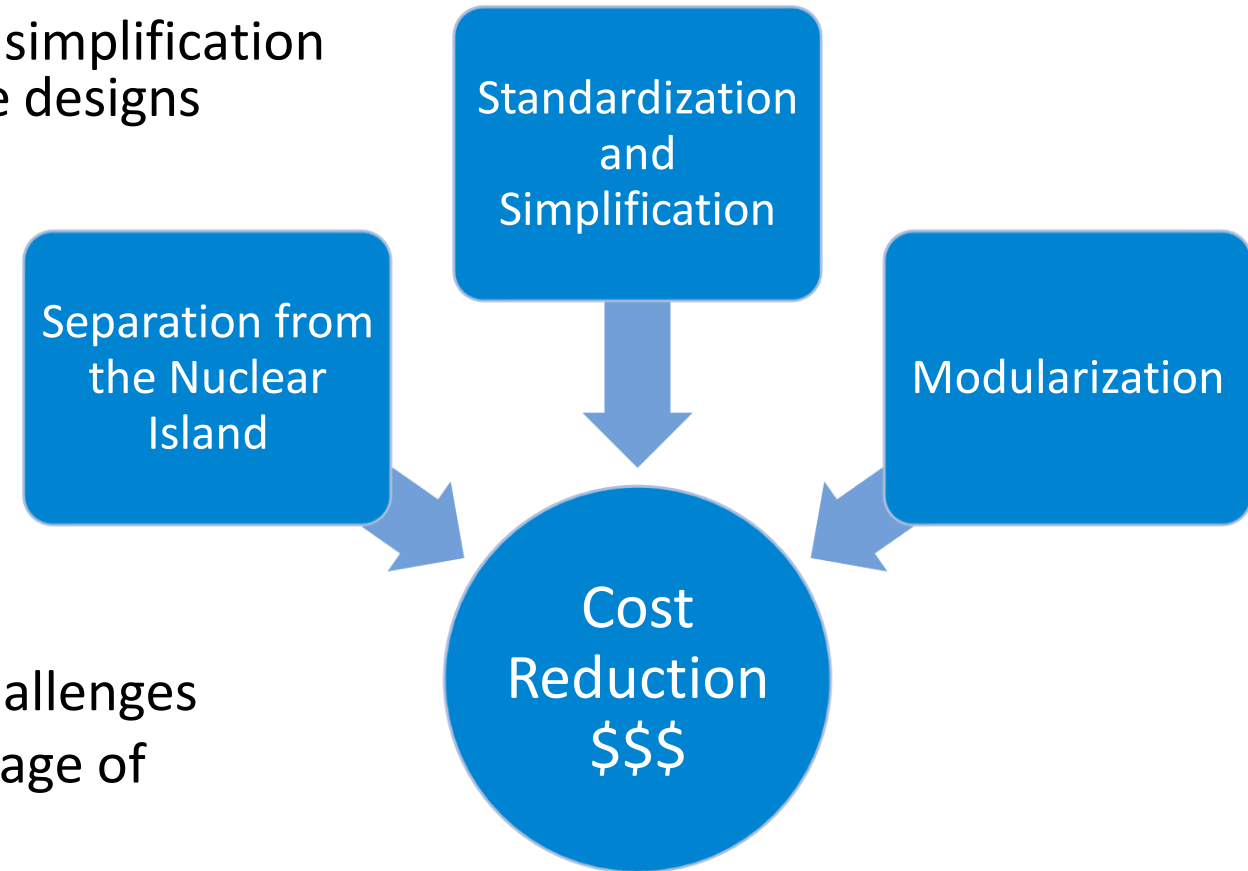 simplification
e designs
Standardization
and
Simplification
Separation from
the Nuclear
Island
Modularization
Cost
Reduction
$$$
allenges
age of